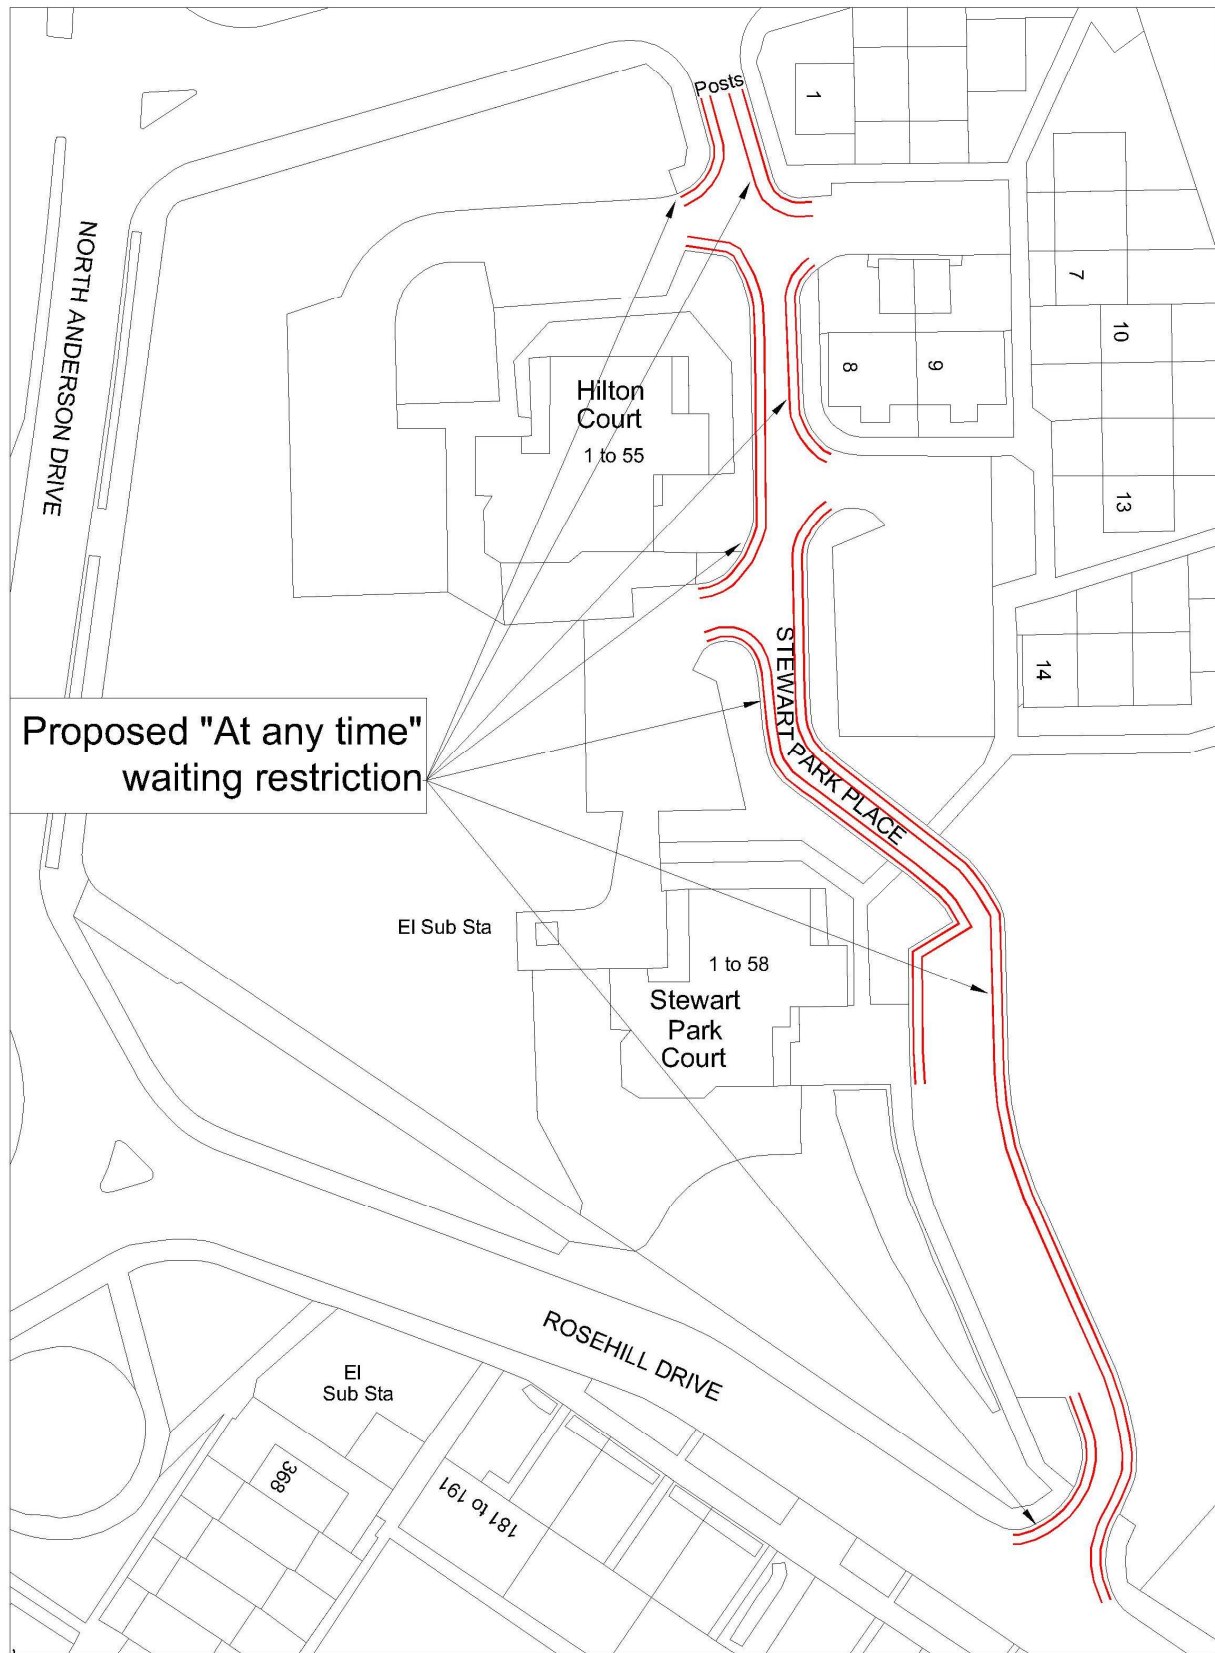 Posts
1
NORTH ANDERSON DRIVE
7
10
8
9
Hilton
Court
1 to 55
13
STEWART
PARK PLACE
14
Proposed "At any time"
waiting restriction
El Sub Sta
1 to 58
Stewart
Park
Court
ROSEHILL DRIVE
El
Sub Sta
368
181 to 191